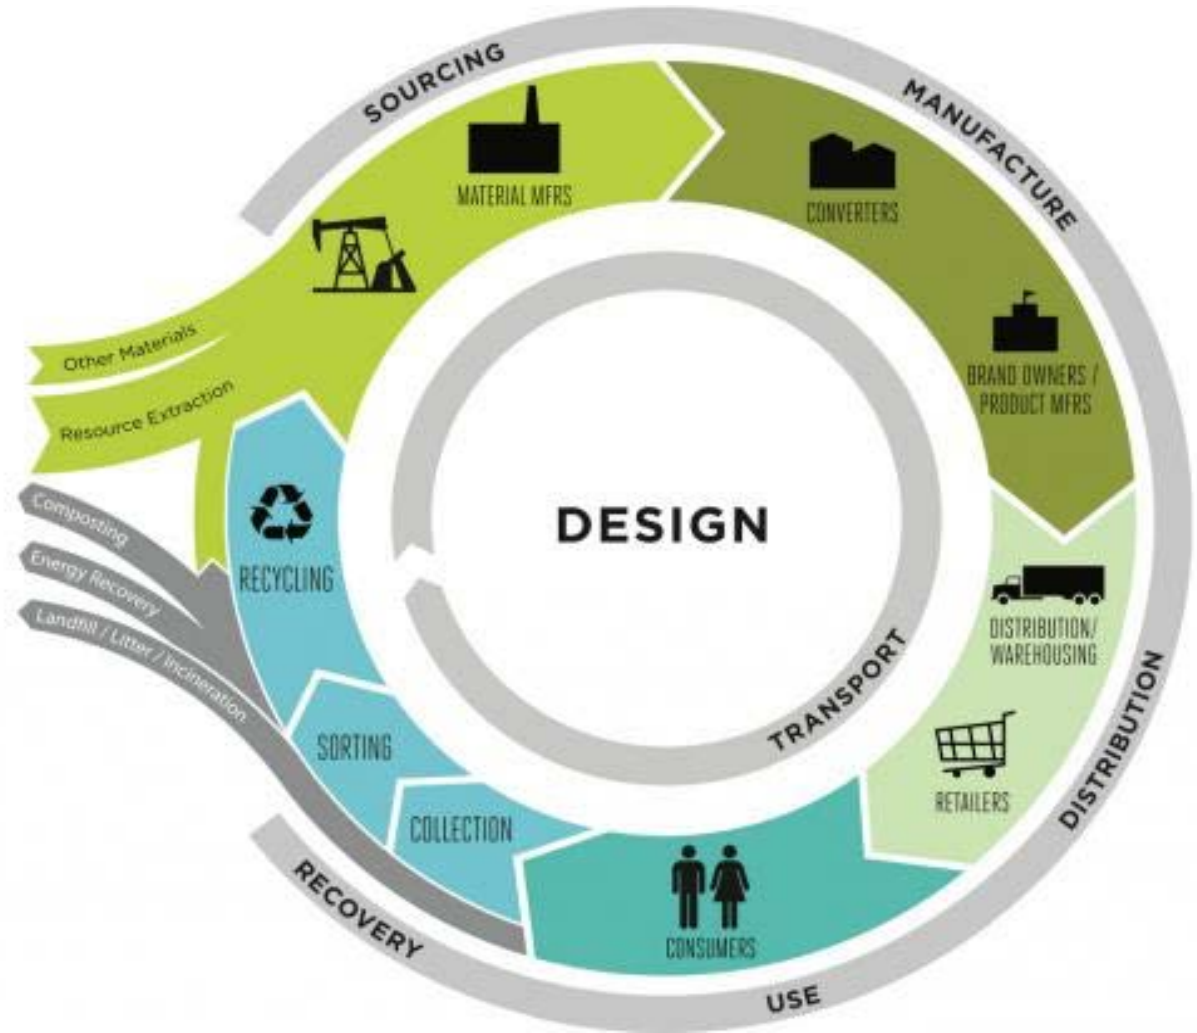 SOURCING
MANUFACTURE
MATERIAL MFRS
CONVERTERS
BRAND OWNERS /
PRODUCT MFRS
Other Materials
Resource Extraction
Composting
Energy Recovery
Landfill / Litter / Incineration
RECYCLING
DESIGN
DISTRIBUTION/
WAREHOUSING
TRANSPORT
DISTRIBUTION
SORTING
RETAILERS
COLLECTION
RECOVERY
CONSUMERS
USE